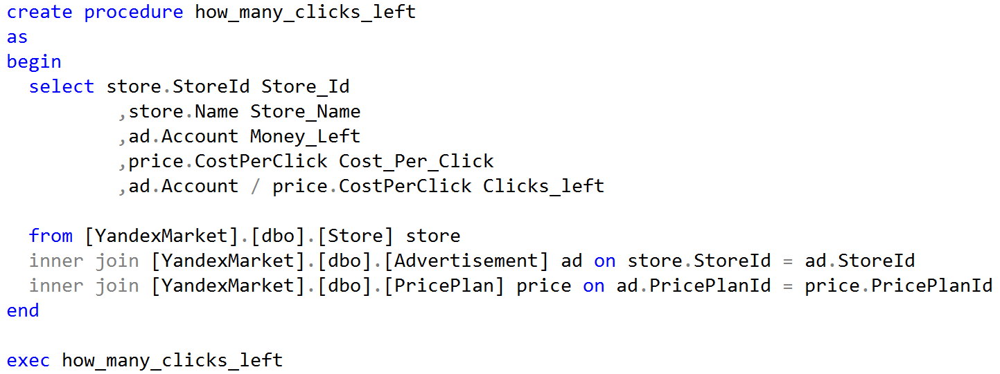 create procedure how_many_clicks_left
as
begin
select store.StoreId Store_Id
,store.Name Store_Name
,ad.Account Money_Left
,price.CostPerClick Cost_Per_Click
,ad.Account / price.CostPerClick Clicks_left
from [YandexMarket].[dbo].[Store] store
inner join [YandexMarket].[dbo].[Advertisement] ad on store.StoreId = ad.StoreId
inner join [YandexMarket].[dbo].[PricePlan] price on ad.PricePlanId = price.PricePlanId
end
exec how_many_clicks_left